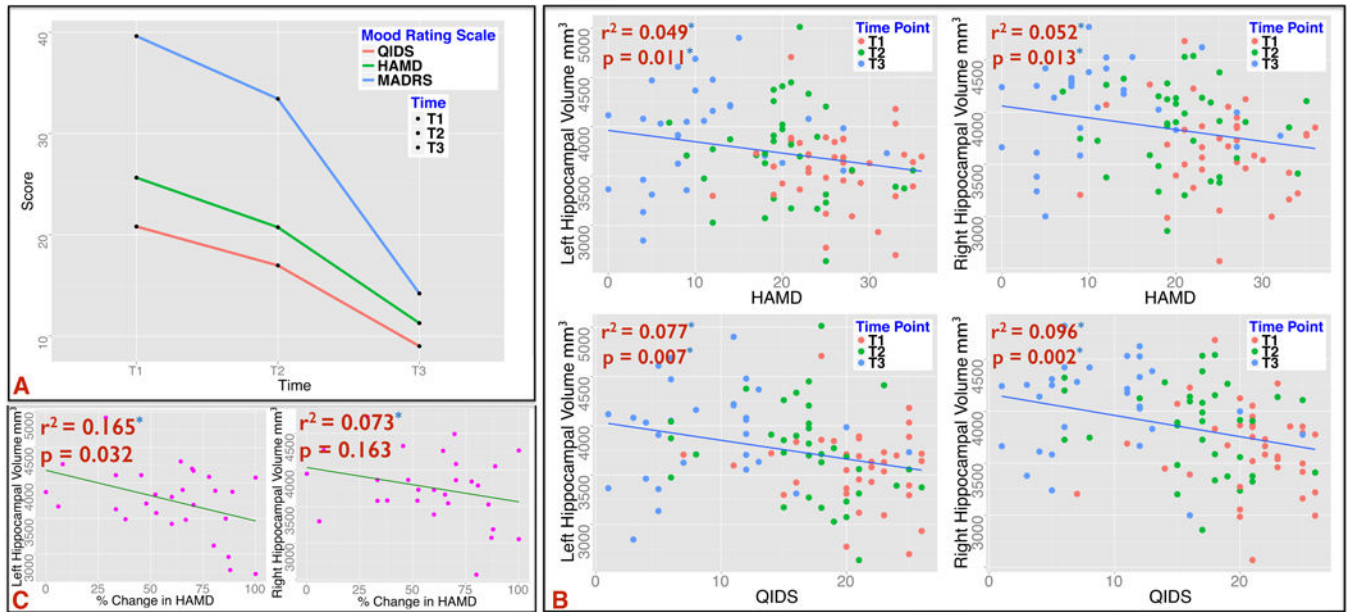 40
30
20
10
Score
Mood Rating Scale
QIDS
HAMD
MADRS
Time
T1
T2
T3
T1
T2
T3
Time
A
r² = 0.165*
p = 0.032
Left Hippocampal Volume mm³
5000
4500
4000
3500
3000
0
25
50
75
100
% Change in HAMD
C
r² = 0.073*
p = 0.163
Right Hippocampal Volume mm³
4500
4000
3500
3000
0
25
50
75
100
% Change in HAMD
r² = 0.049*
p = 0.011*
Time Point
T1
T2
T3
Left Hippocampal Volume mm³
5000
4500
4000
3500
3000
0
10
20
30
HAMD
r² = 0.052*
p = 0.013*
Time Point
T1
T2
T3
Right Hippocampal Volume mm³
4500
4000
3500
3000
0
10
20
30
HAMD
r² = 0.077*
p = 0.007*
Time Point
T1
T2
T3
Left Hippocampal Volume mm³
5000
4500
4000
3500
3000
0
10
20
QIDS
r² = 0.096*
p = 0.002*
Time Point
T1
T2
T3
Right Hippocampal Volume mm³
4500
4000
3500
3000
0
10
20
QIDS
B